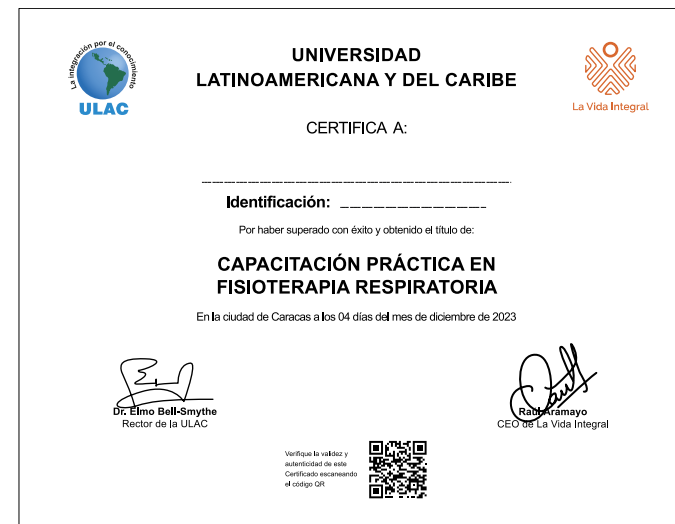 La integración por el conocimiento
ULAC
UNIVERSIDAD
LATINOAMERICANA Y DEL CARIBE
La Vida Integral
CERTIFICA A:
Identificación:
Por haber superado con éxito y obtenido el título de:
CAPACITACIÓN PRÁCTICA EN
FISIOTERAPIA RESPIRATORIA
En la ciudad de Caracas a los 04 días del mes de diciembre de 2023
Dr. Elmo Bell-Smythe
Rector de la ULAC
Raúl Aramayo
CEO de La Vida Integral
Verifique la validez y
autenticidad de este
Certificado escaneando
el código QR